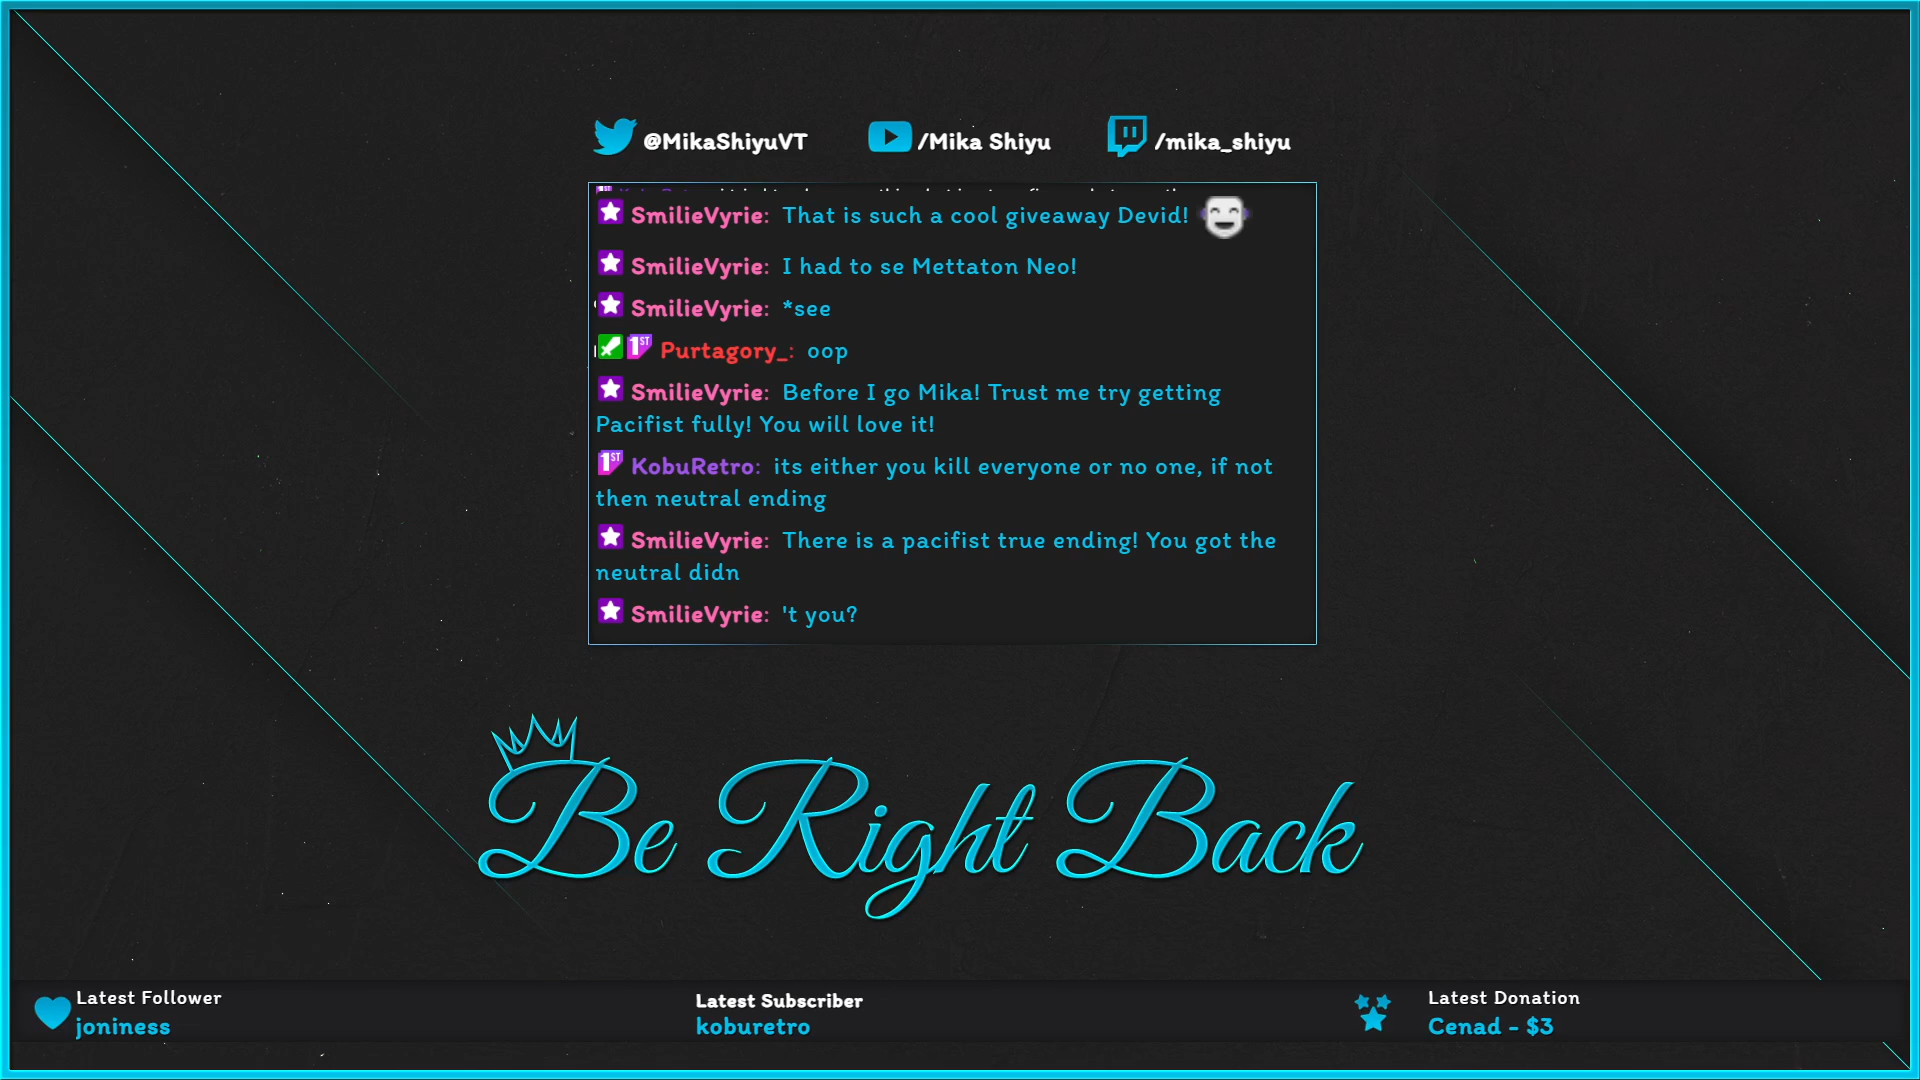 @MikaShiyuVT /Mika Shiyu /mika_shiyu
SmilieVyrie: That is such a cool giveaway Devid!
SmilieVyrie: I had to se Mettaton Neo!
SmilieVyrie: *see
1ST Purtagory_: oop
SmilieVyrie: Before I go Mika! Trust me try getting
Pacifist fully! You will love it!
1ST KobuRetro: its either you kill everyone or no one, if not
then neutral ending
SmilieVyrie: There is a pacifist true ending! You got the
neutral didn
SmilieVyrie: 't you?
Be Right Back
Latest Follower
joniness
Latest Subscriber
koburetro
Latest Donation
Cenad - $3